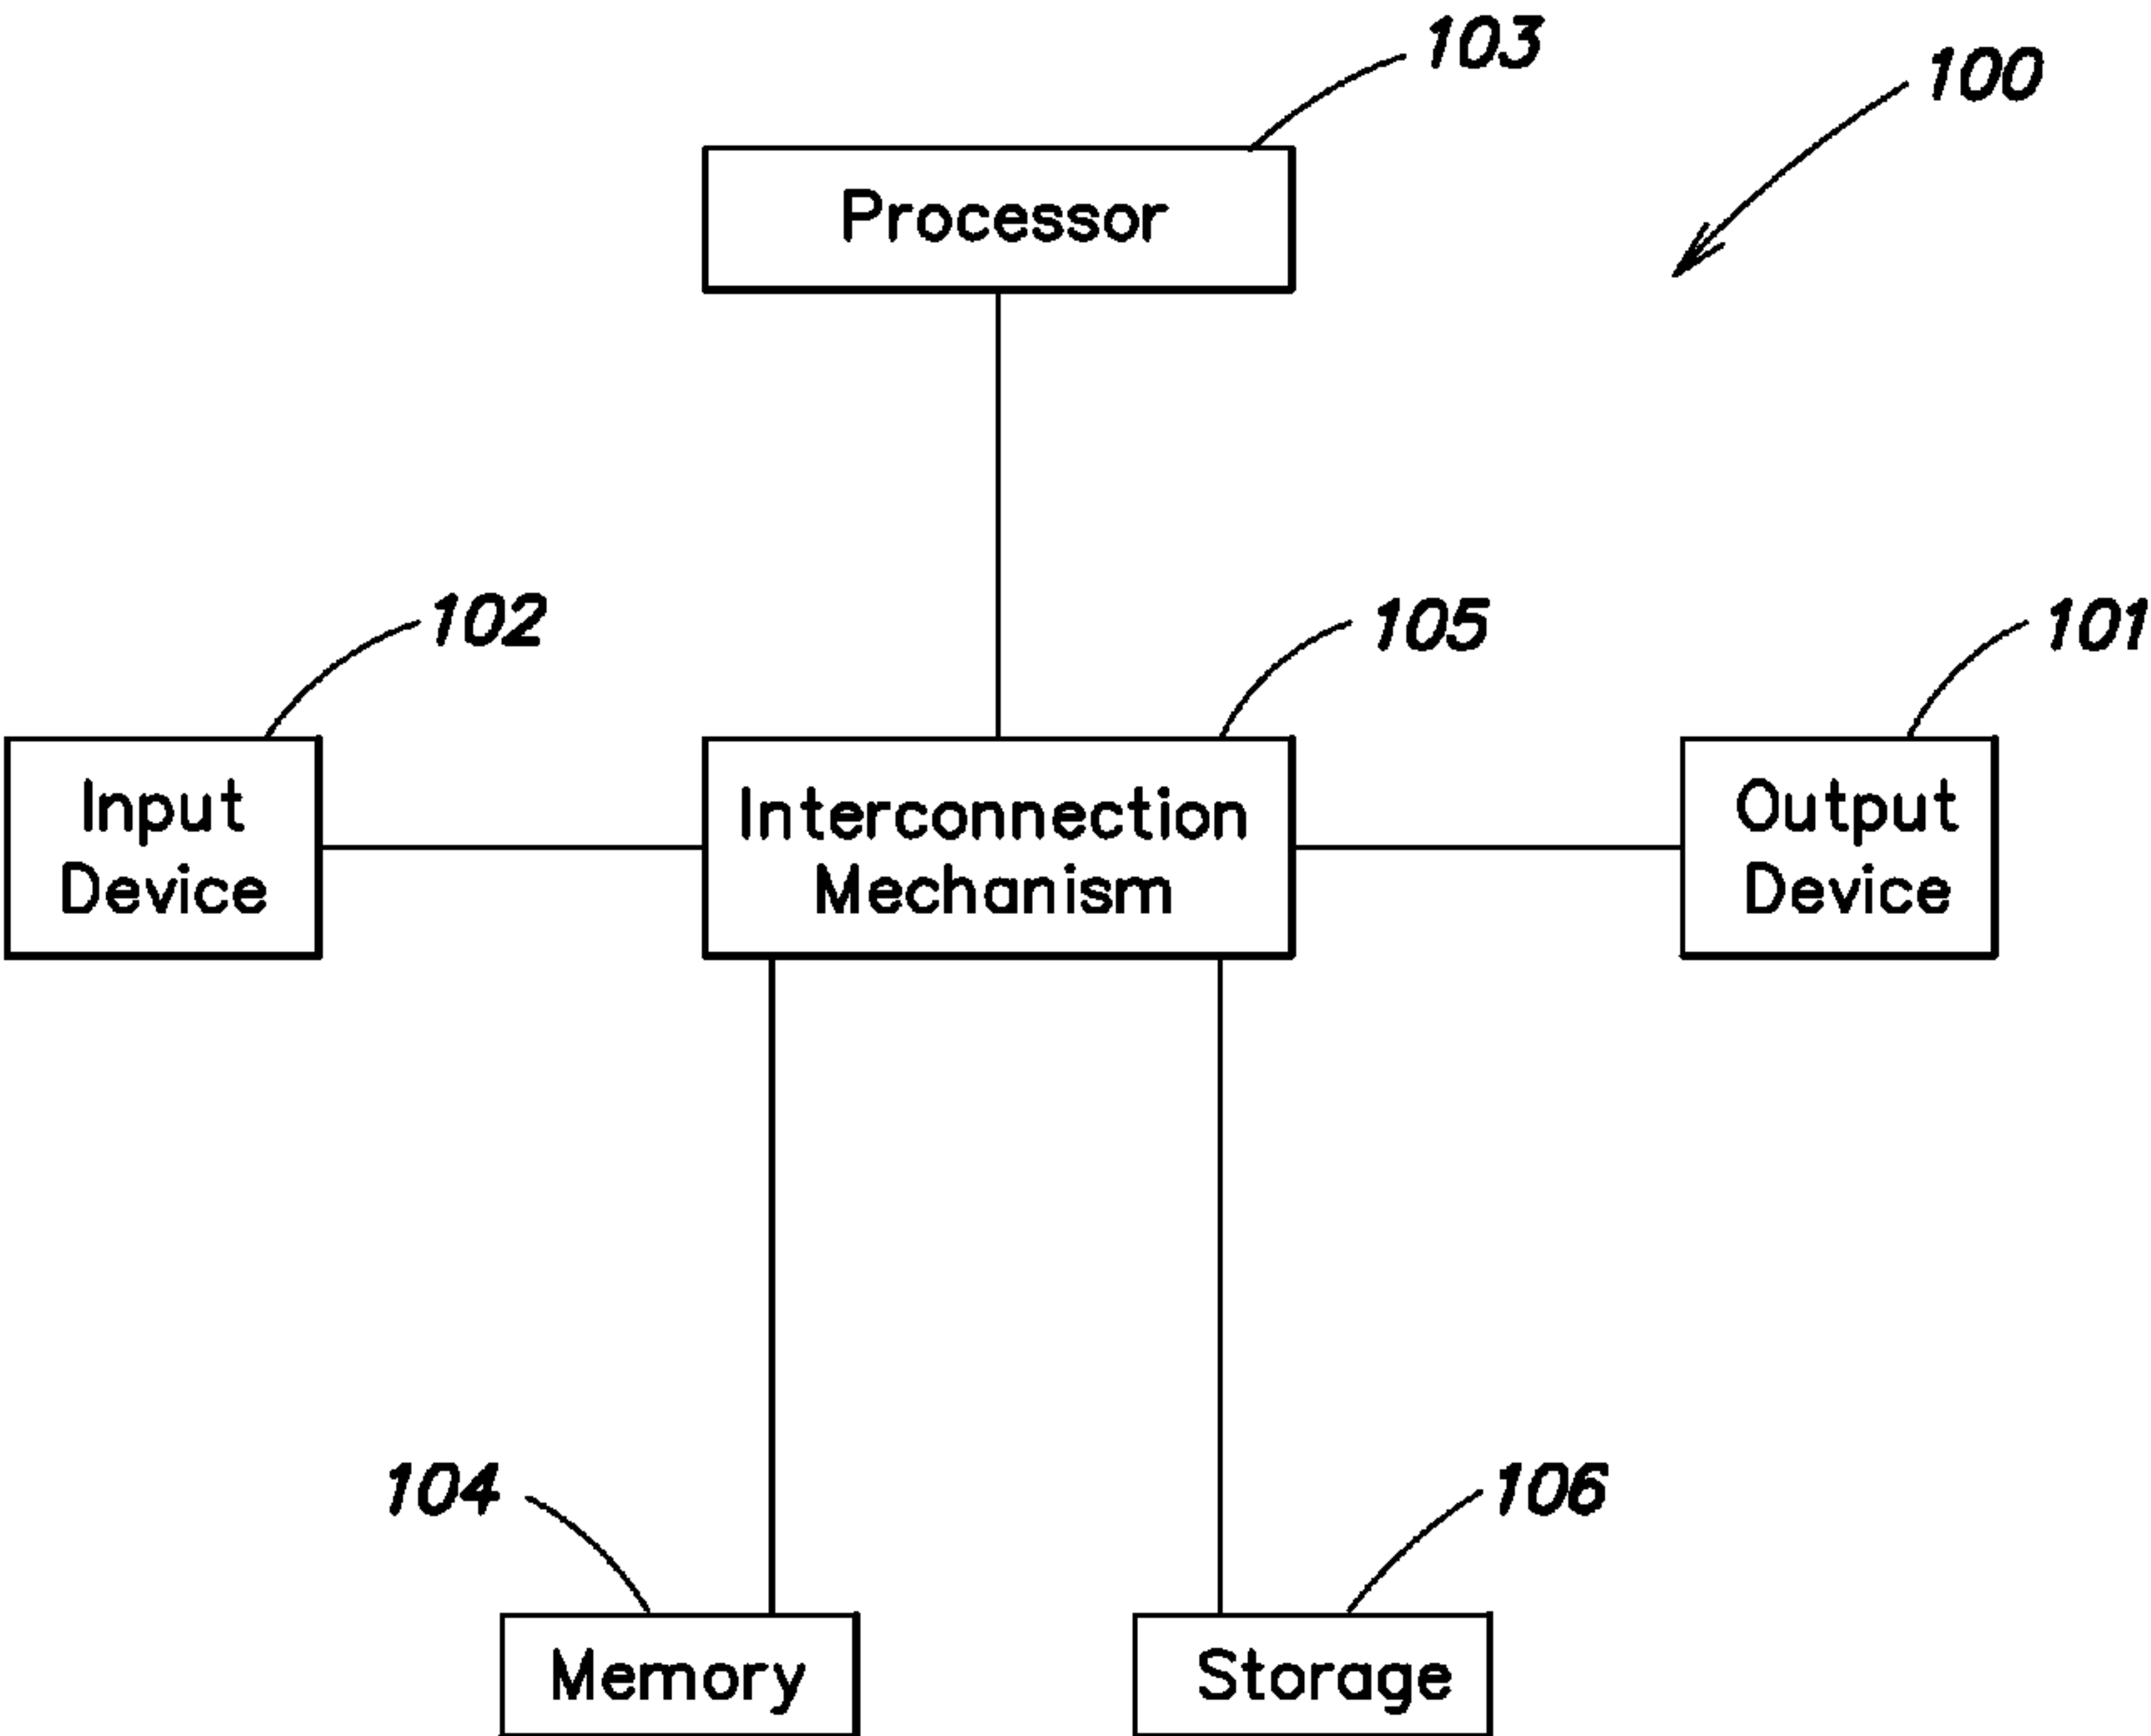 103
100
Processor
102
105
101
Input
Device
Interconnection
Mechanism
Output
Device
104
106
Memory
Storage